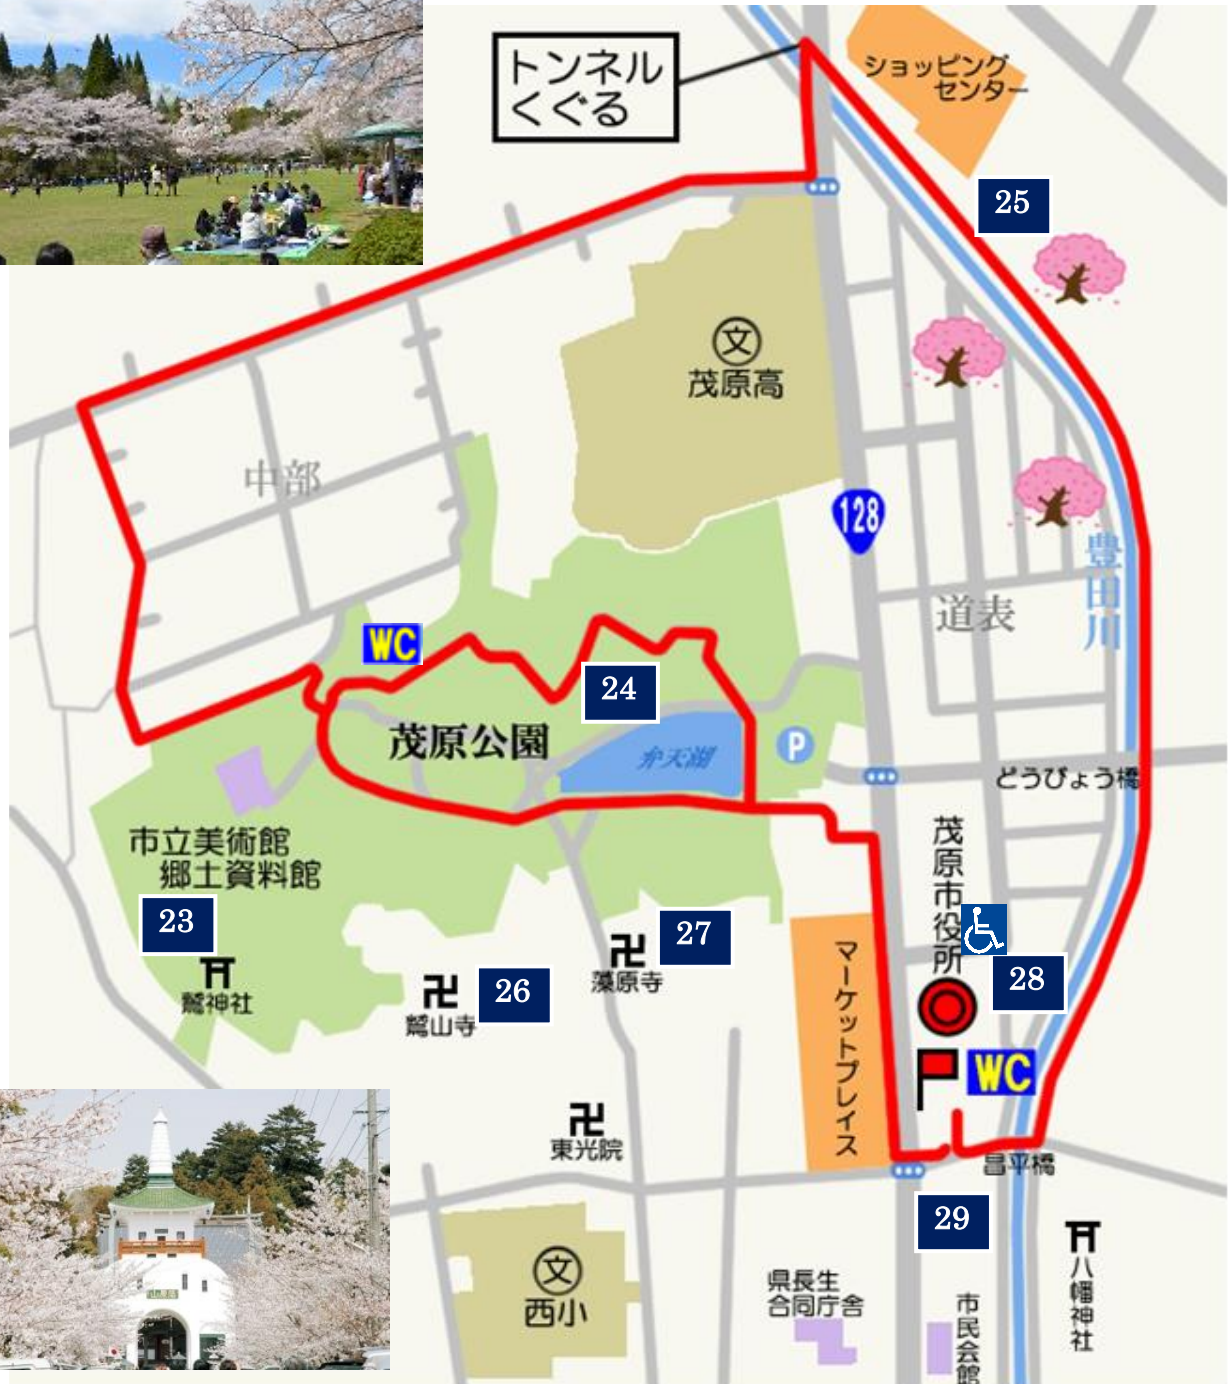 トンネル
くぐる
ショッピング
センター
25
文
茂原高
中部
128
豊田川
道表
WC
24
茂原公園
弁天湖
P
どうびょう橋
市立美術館
郷土資料館
茂原市役所
23
27
鷲神社
卍
藻原寺
26
卍
鷲山寺
28
マーケットプレイス
WC
卍
東光院
昌平橋
29
文
西小
県長生
合同庁舎
八幡神社
市民会館